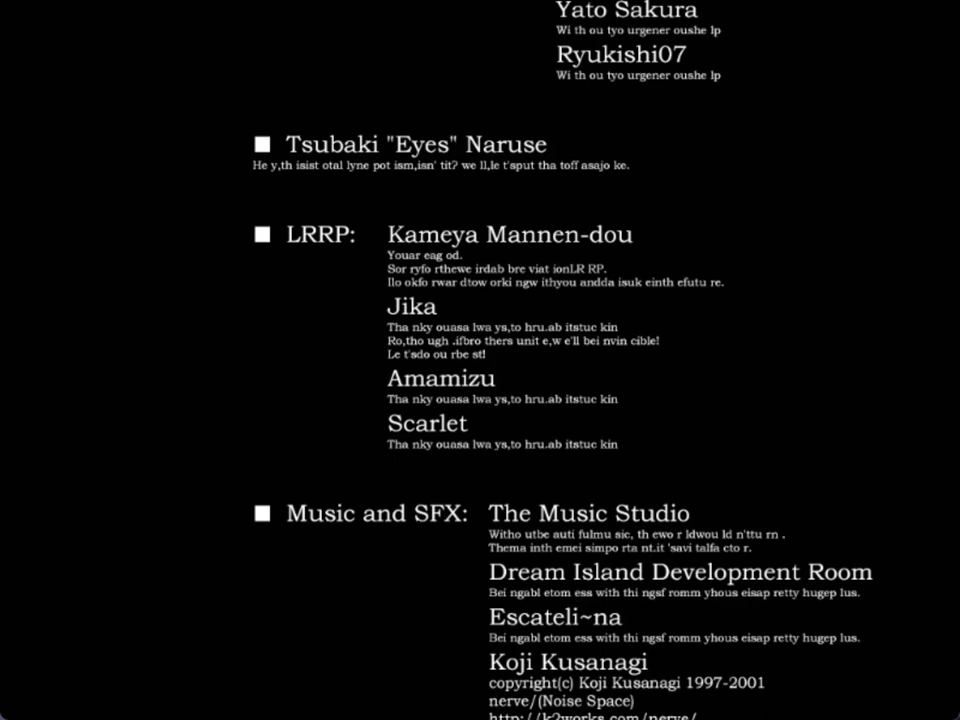 Yato Sakura
Wi th ou tyo urgener oushe lp
Ryukishi07
Wi th ou tyo urgener oushe lp
■ Tsubaki "Eyes" Naruse
He y,th isist otal lyne pot ism,isn' tit? we ll,le t'sput tha toff asajo ke.
■ LRRP: Kameya Mannen-dou
Youar eag od.
Sor ryfo rthewe irdab bre viat ionLR RP.
Ilo okfo rwar dtow orki ngw ithyou andda isuk einth efutu re.
Jika
Tha nky ouasa lwa ys,to hru.ab itstuc kin
Ro,tho ugh .ifbro thers unit e,w e'll bei nvin cible!
Le t'sdo ou rbe st!
Amamizu
Tha nky ouasa lwa ys,to hru.ab itstuc kin
Scarlet
Tha nky ouasa lwa ys,to hru.ab itstuc kin
■ Music and SFX: The Music Studio
Witho utbe auti fulmu sic, th ewo r ldwou ld n'ttu rn .
Thema inth emei simpo rta nt.it 'savi talfa cto r.
Dream Island Development Room
Bei ngabl etom ess with thi ngsf romm yhous eisap retty hugep lus.
Escateli~na
Bei ngabl etom ess with thi ngsf romm yhous eisap retty hugep lus.
Koji Kusanagi
copyright(c) Koji Kusanagi 1997-2001
nerve/(Noise Space)
http://k2works.com/nerve/